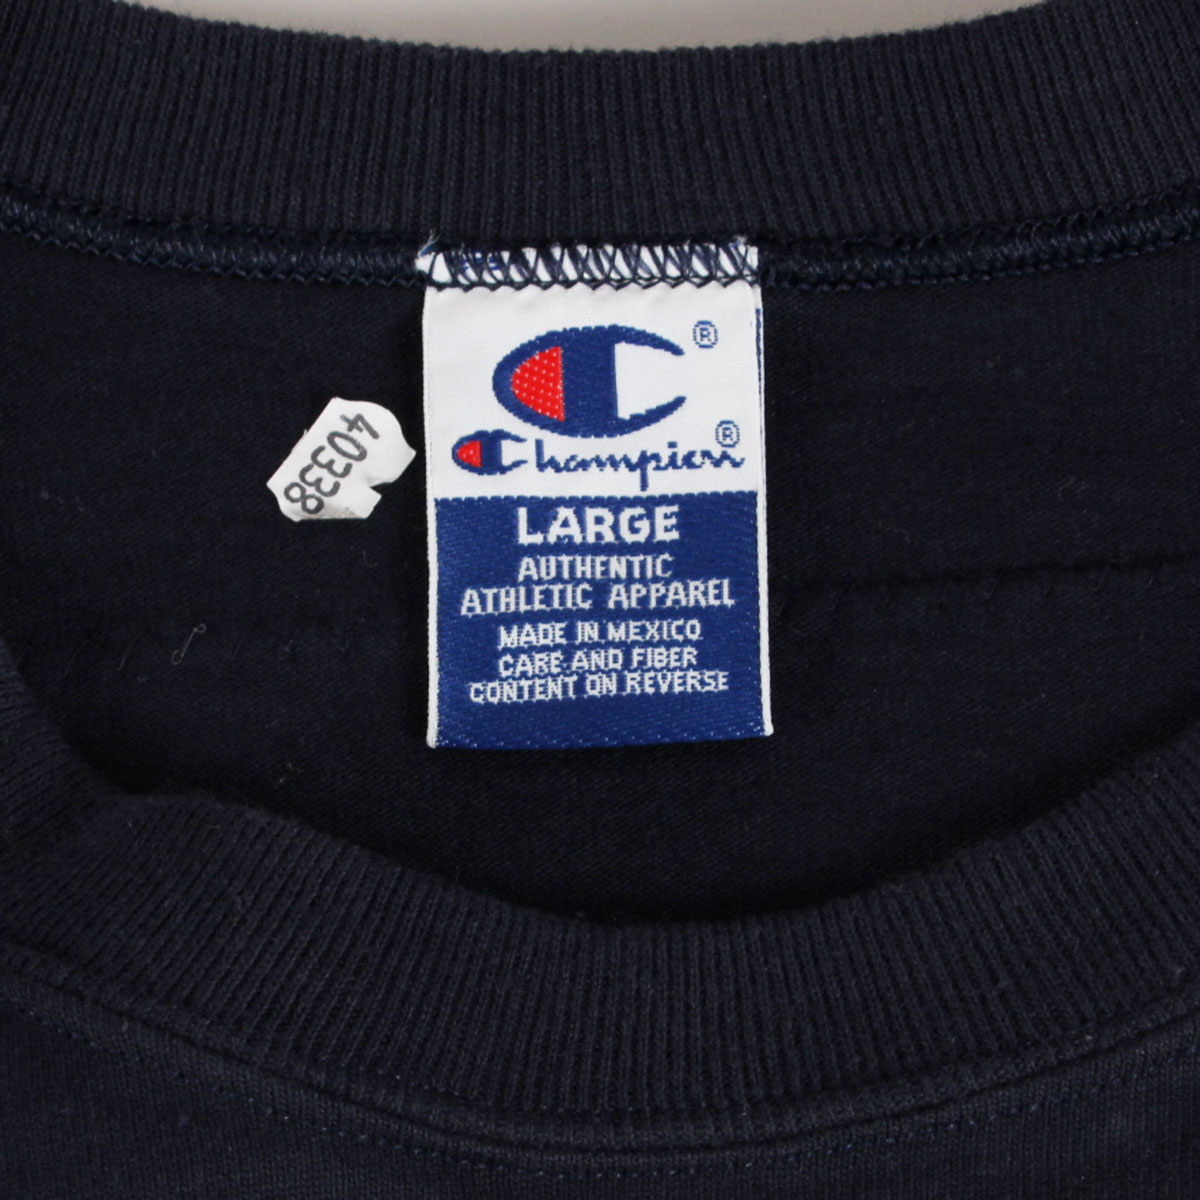 ®
Champion®
LARGE
AUTHENTIC
ATHLETIC APPAREL
MADE IN MEXICO
CARE AND FIBER
CONTENT ON REVERSE
40338